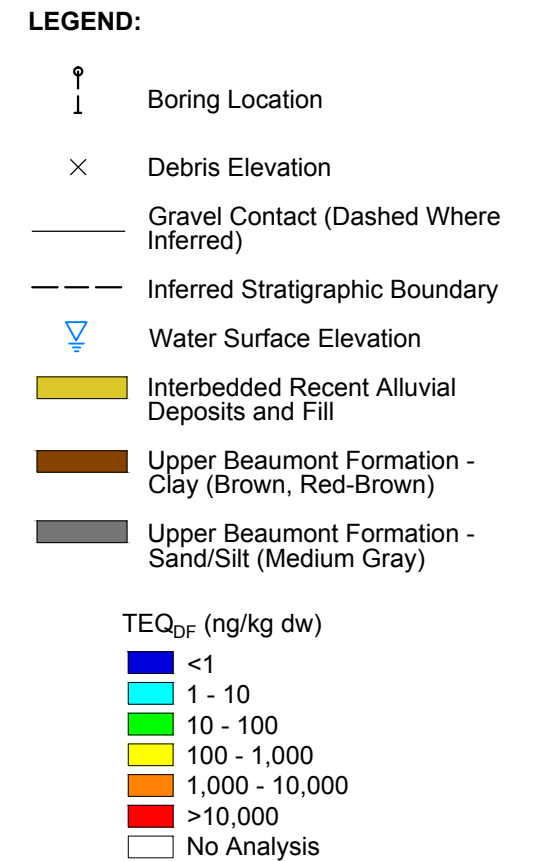 LEGEND:
Boring Location
Debris Elevation
Gravel Contact (Dashed Where
Inferred)
Inferred Stratigraphic Boundary
Water Surface Elevation
Interbedded Recent Alluvial
Deposits and Fill
Upper Beaumont Formation -
Clay (Brown, Red-Brown)
Upper Beaumont Formation -
Sand/Silt (Medium Gray)
TEQDF (ng/kg dw)
<1
1 - 10
10 - 100
100 - 1,000
1,000 - 10,000
>10,000
No Analysis